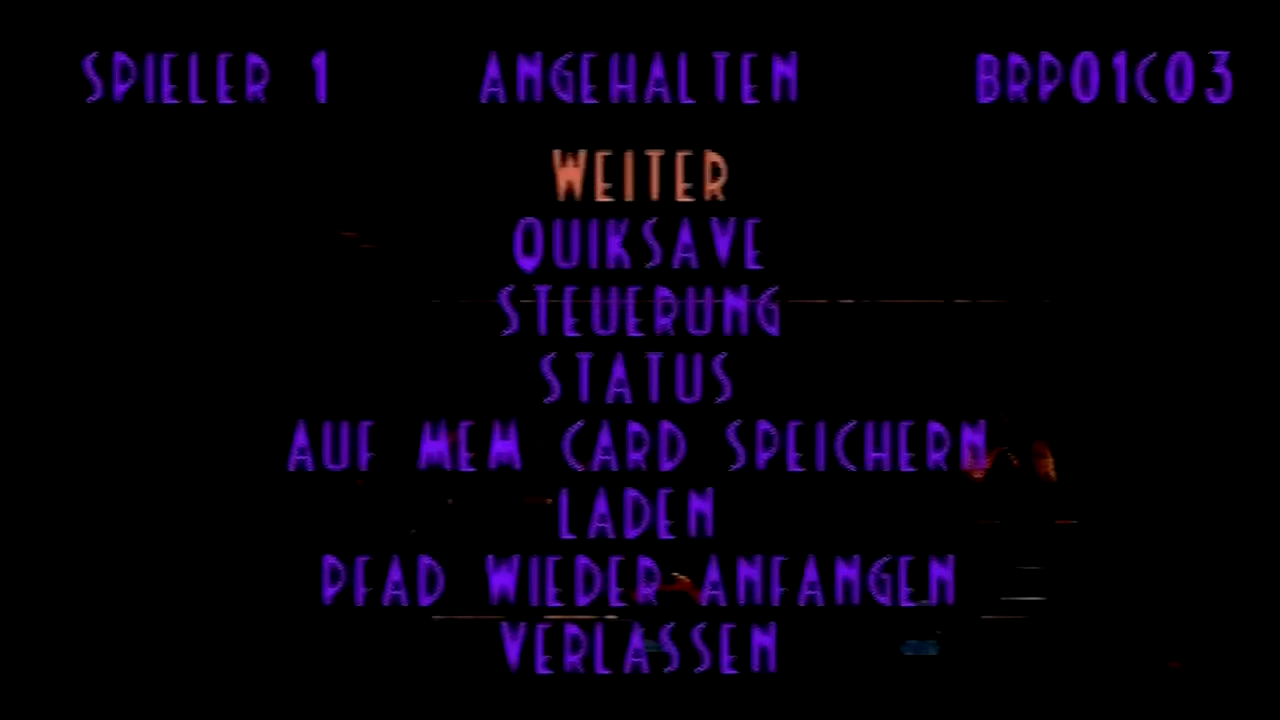 SPIELER 1 ANGEHALTEN BRP01C03
WEITER
QUIKSAVE
STEUERUNG
STATUS
AUF MEM CARD SPEICHERN
LADEN
PFAD WIEDER ANFANGEN
VERLASSEN